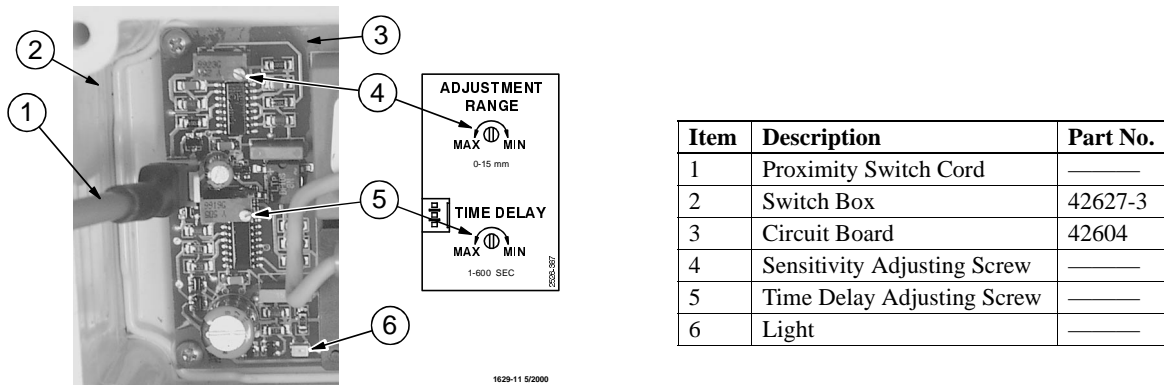 1
2
3
4
5
6
ADJUSTMENT
RANGE
MAX MIN
0-15 mm
TIME DELAY
MAX MIN
1-600 SEC
2526-367
1629-11 5/2000
Item Description Part No.
1 Proximity Switch Cord ———
2 Switch Box 42627-3
3 Circuit Board 42604
4 Sensitivity Adjusting Screw ———
5 Time Delay Adjusting Screw ———
6 Light ———